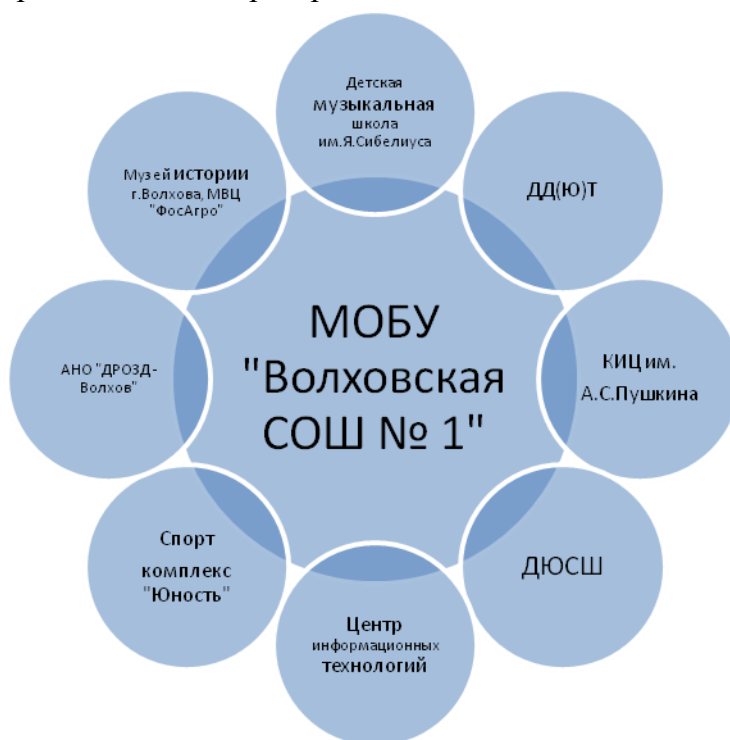 Детская
музыкальная
школа
им.Я.Сибелиуса
ДД(Ю)Т
КИЦ им.
А.С.Пушкина
ДЮСШ
Центр
информационных
технологий
Спорт
комплекс
"Юность"
АНО "ДРОЗД-
Волхов"
Музей истории
г.Волхова, МВЦ
"ФосАгро"
МОБУ
"Волховская
СОШ № 1"